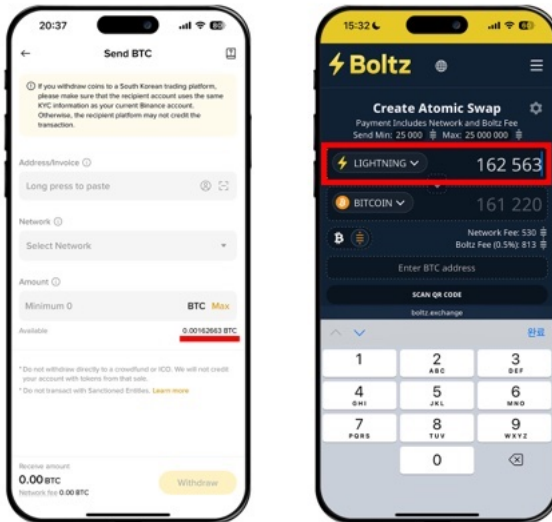 20:37
Send BTC
If you withdraw coins to a South Korean trading platform,
please make sure that the recipient account uses the same
KYC information as your current Binance account.
Otherwise, the recipient platform may not credit the
transaction.
Address/Invoice
Long press to paste
Network
Select Network
Amount
Minimum 0
BTC Max
Available
0.00162663 BTC
* Do not withdraw directly to a crowdfund or ICO. We will not credit
your account with tokens from that sale.
* Do not transact with Sanctioned Entities. Learn more
Receive amount
0.00 BTC
Network fee 0.00 BTC
Withdraw
15:32
Boltz
Create Atomic Swap
Payment Includes Network and Boltz Fee
Send Min: 25 000 Max: 25 000 000
LIGHTNING
162 563
BITCOIN
161 220
Network Fee: 530
Boltz Fee (0.5%): 813
Enter BTC address
SCAN QR CODE
boltz.exchange
완료
1
2 ABC
3 DEF
4 GHI
5 JKL
6 MNO
7 PQRS
8 TUV
9 WXYZ
0